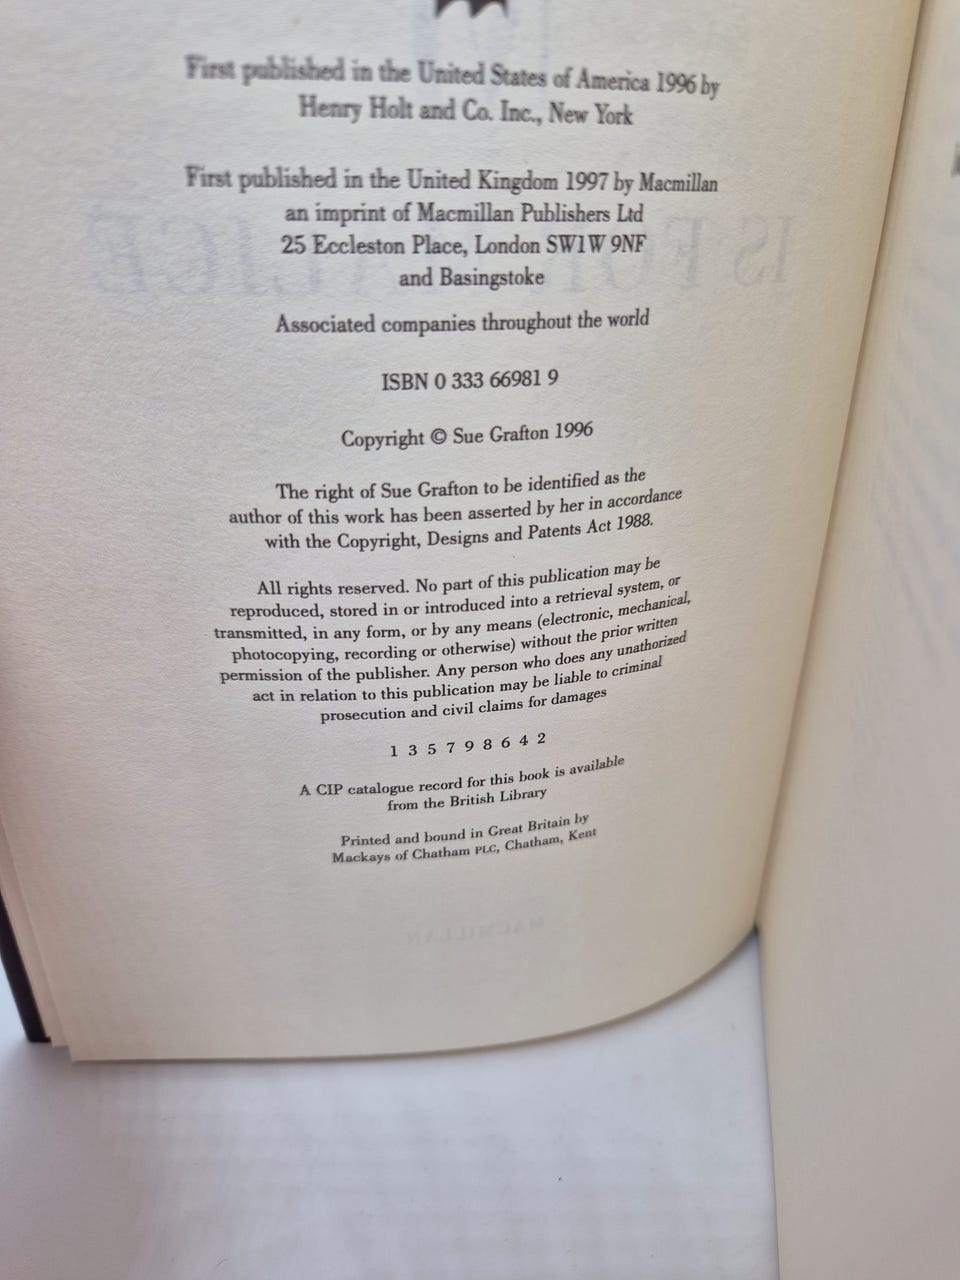 First published in the United States of America 1996 by
Henry Holt and Co. Inc., New York
First published in the United Kingdom 1997 by Macmillan
an imprint of Macmillan Publishers Ltd
25 Eccleston Place, London SW1W 9NF
and Basingstoke
Associated companies throughout the world
ISBN 0 333 66981 9
Copyright © Sue Grafton 1996
The right of Sue Grafton to be identified as the
author of this work has been asserted by her in accordance
with the Copyright, Designs and Patents Act 1988.
All rights reserved. No part of this publication may be
reproduced, stored in or introduced into a retrieval system, or
transmitted, in any form, or by any means (electronic, mechanical,
photocopying, recording or otherwise) without the prior written
permission of the publisher. Any person who does any unathorized
act in relation to this publication may be liable to criminal
prosecution and civil claims for damages
1 3 5 7 9 8 6 4 2
A CIP catalogue record for this book is available
from the British Library
Printed and bound in Great Britain by
Mackays of Chatham PLC, Chatham, Kent